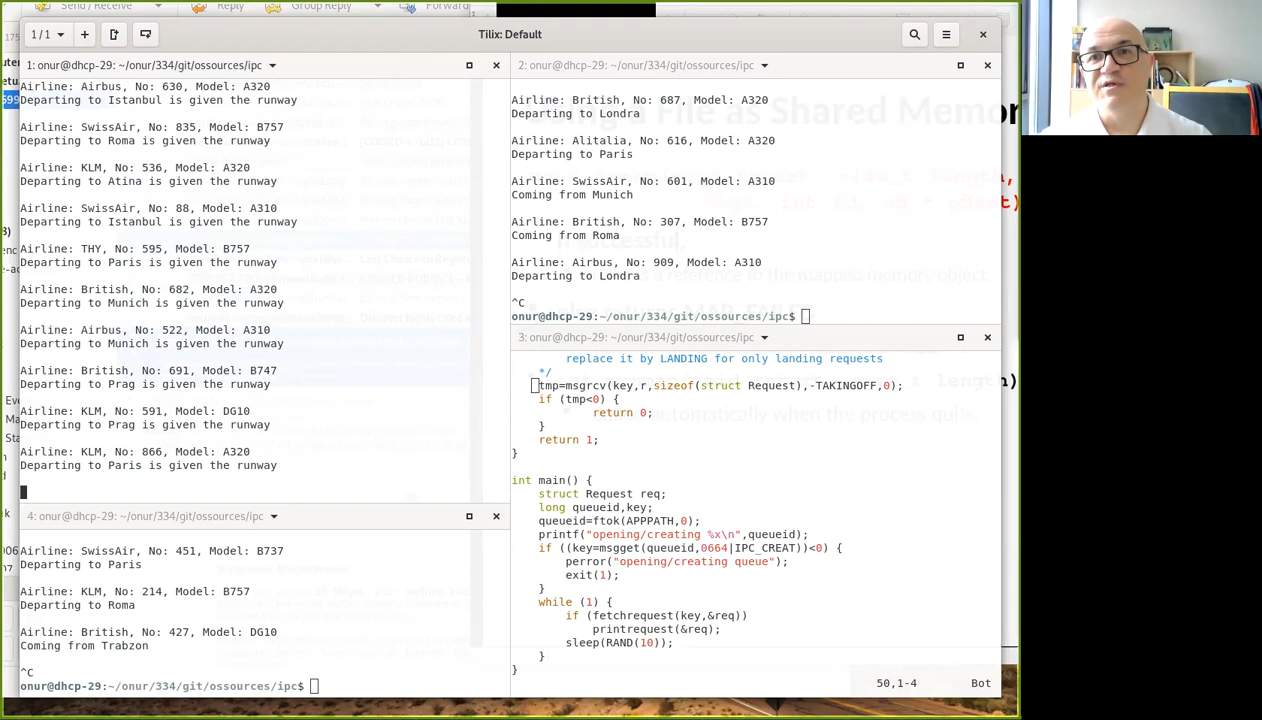 Send / Receive
Reply
Group Reply
Forward
1 / 1
Tilix: Default
1: onur@dhcp-29: ~/onur/334/git/ossources/ipc
Airline: Airbus, No: 630, Model: A320
Departing to Istanbul is given the runway
Airline: SwissAir, No: 835, Model: B757
Departing to Roma is given the runway
Airline: KLM, No: 536, Model: A320
Departing to Atina is given the runway
Airline: SwissAir, No: 88, Model: A310
Departing to Istanbul is given the runway
Airline: THY, No: 595, Model: B757
Departing to Paris is given the runway
Airline: British, No: 682, Model: A320
Departing to Munich is given the runway
Airline: Airbus, No: 522, Model: A310
Departing to Munich is given the runway
Airline: British, No: 691, Model: B747
Departing to Prag is given the runway
Airline: KLM, No: 591, Model: DG10
Departing to Prag is given the runway
Airline: KLM, No: 866, Model: A320
Departing to Paris is given the runway
2: onur@dhcp-29: ~/onur/334/git/ossources/ipc
Airline: British, No: 687, Model: A320
Departing to Londra
Airline: Alitalia, No: 616, Model: A320
Departing to Paris
Airline: SwissAir, No: 601, Model: A310
Coming from Munich
Airline: British, No: 307, Model: B757
Coming from Roma
Airline: Airbus, No: 909, Model: A310
Departing to Londra
^C
onur@dhcp-29:~/onur/334/git/ossources/ipc$
3: onur@dhcp-29: ~/onur/334/git/ossources/ipc
replace it by LANDING for only landing requests
*/
tmp=msgrcv(key,r,sizeof(struct Request),-TAKINGOFF,0);
if (tmp<0) {
return 0;
}
return 1;
}
int main() {
struct Request req;
long queueid,key;
queueid=ftok(APPPATH,0);
printf("opening/creating %x\n",queueid);
if ((key=msgget(queueid,0664|IPC_CREAT))<0) {
perror("opening/creating queue");
exit(1);
}
while (1) {
if (fetchrequest(key,&req))
printrequest(&req);
sleep(RAND(10));
}
}
50,1-4
Bot
4: onur@dhcp-29: ~/onur/334/git/ossources/ipc
Airline: SwissAir, No: 451, Model: B737
Departing to Paris
Airline: KLM, No: 214, Model: B757
Departing to Roma
Airline: British, No: 427, Model: DG10
Coming from Trabzon
^C
onur@dhcp-29:~/onur/334/git/ossources/ipc$